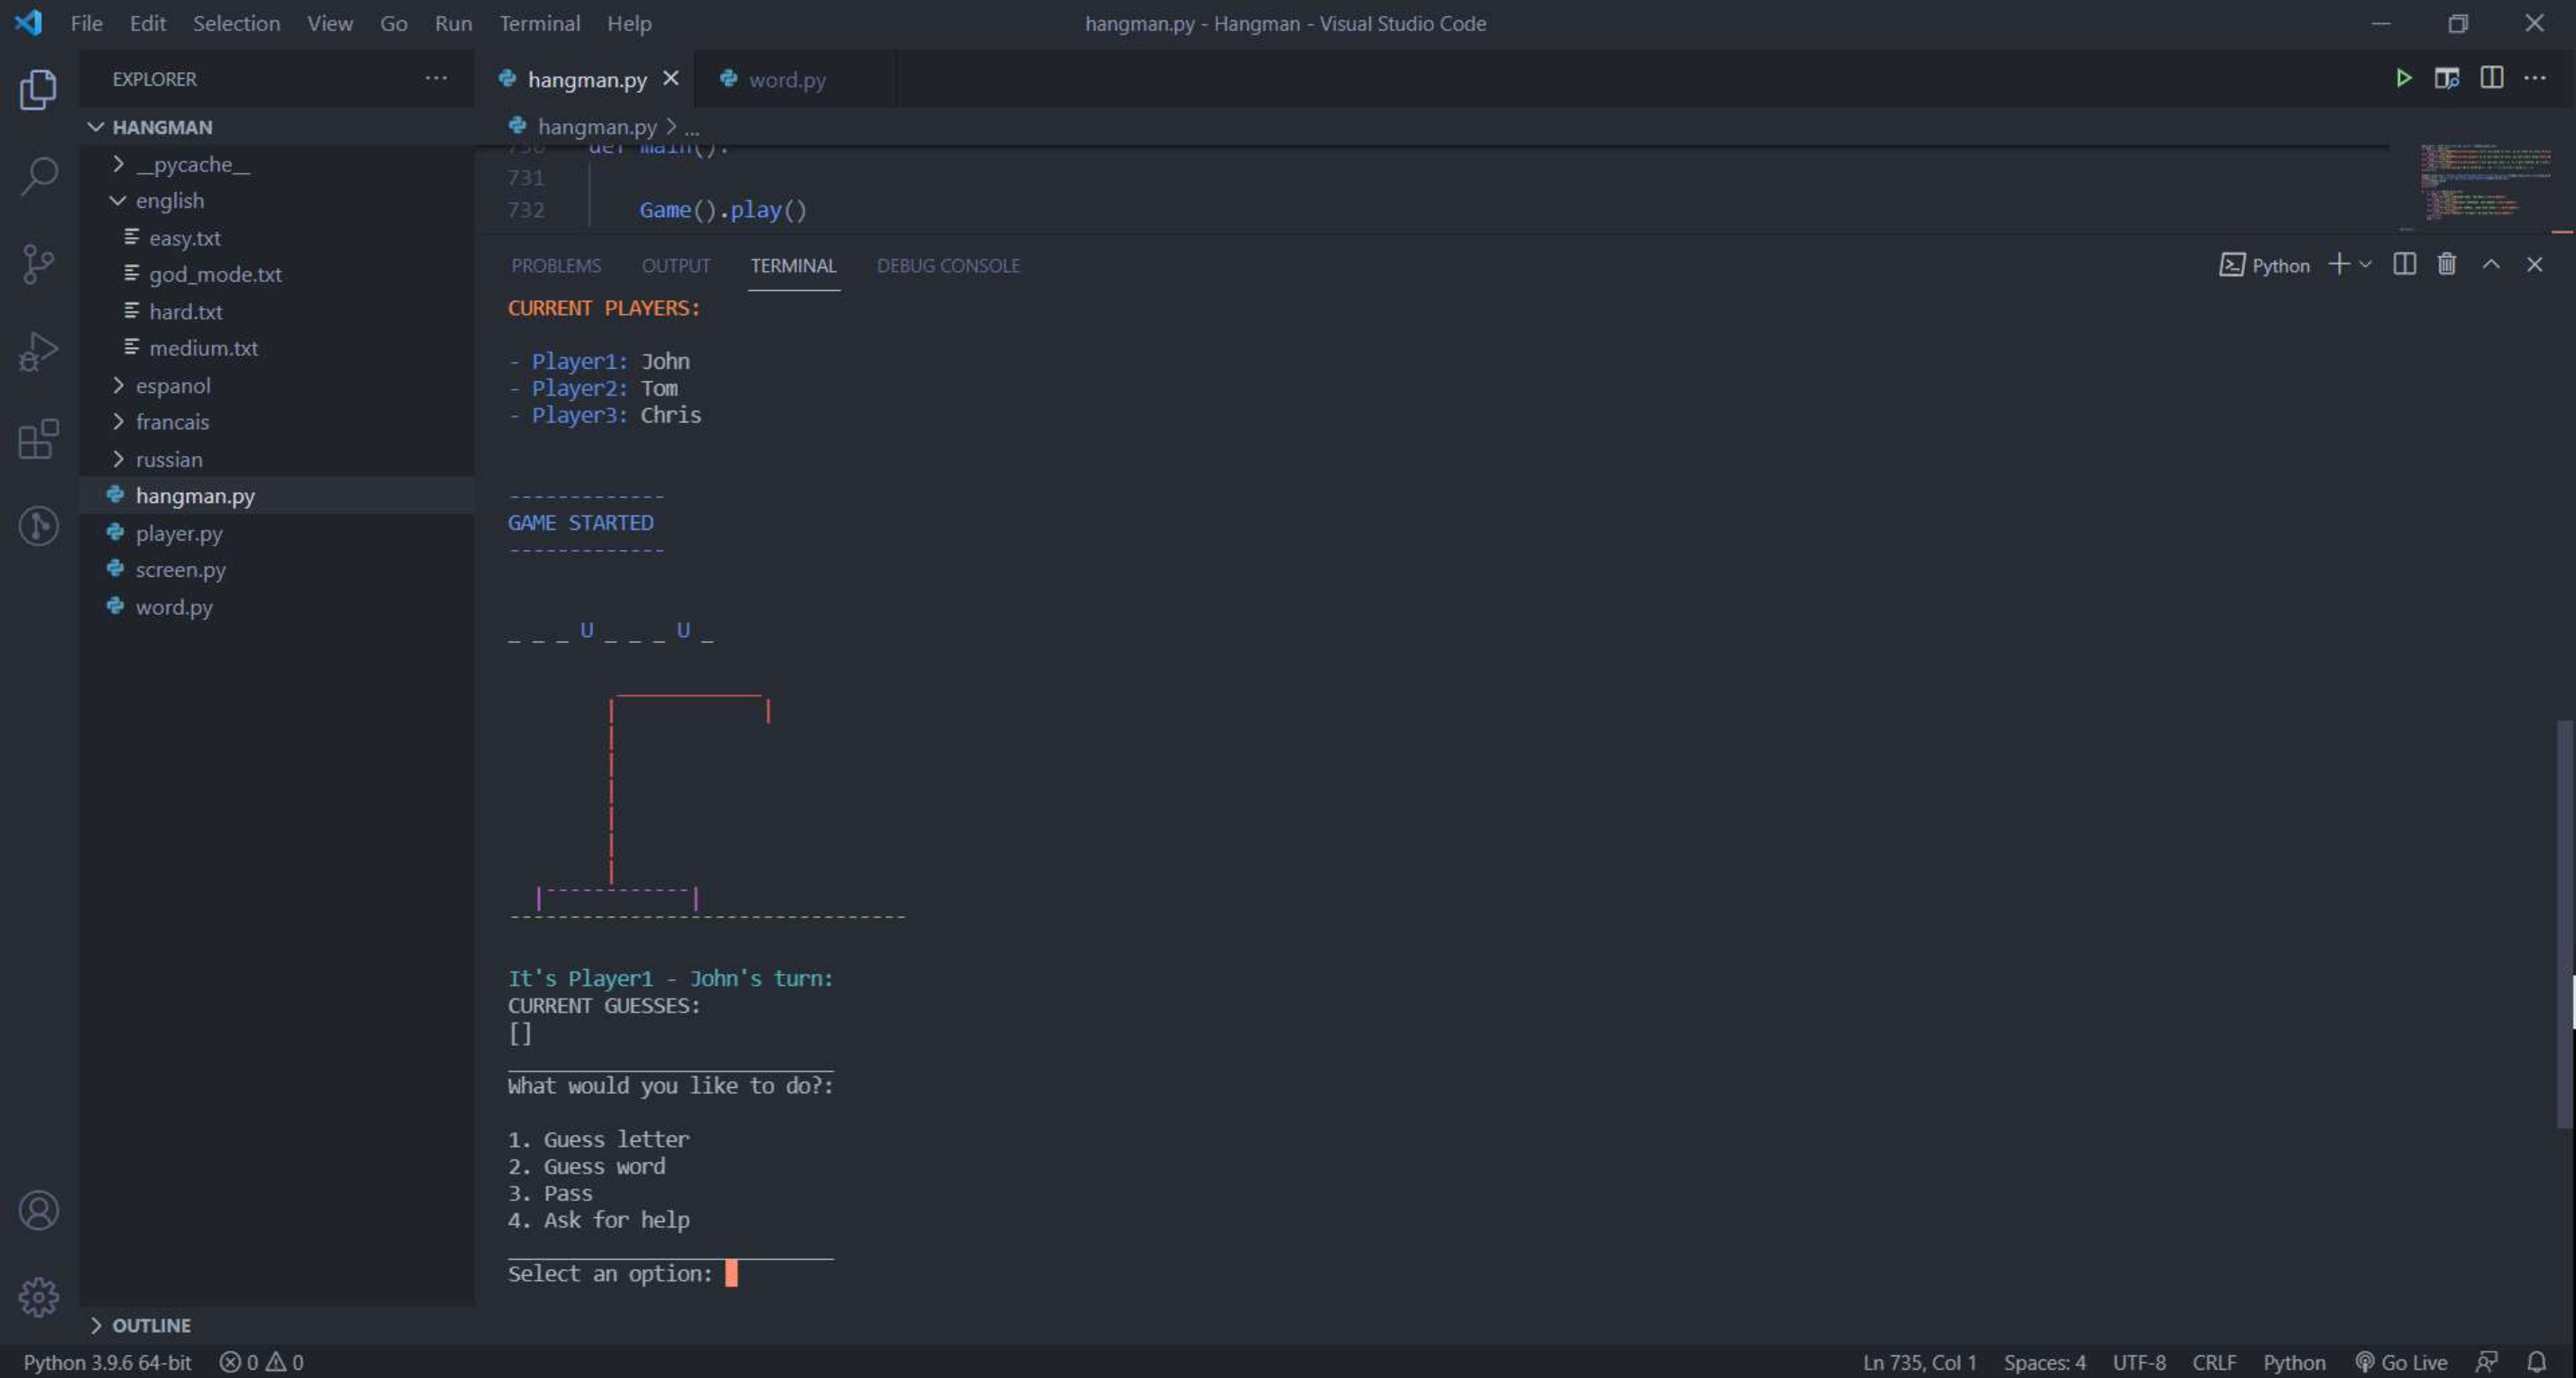 File Edit Selection View Go Run Terminal Help
hangman.py - Hangman - Visual Studio Code
EXPLORER
HANGMAN
__pycache__
english
easy.txt
god_mode.txt
hard.txt
medium.txt
espanol
francais
russian
hangman.py
player.py
screen.py
word.py
OUTLINE
hangman.py word.py
hangman.py > ...
730 def main():
731
732 Game().play()
PROBLEMS OUTPUT TERMINAL DEBUG CONSOLE
Python
CURRENT PLAYERS:
- Player1: John
- Player2: Tom
- Player3: Chris
-------------
GAME STARTED
-------------
_ _ _ U _ _ _ U _
It's Player1 - John's turn:
CURRENT GUESSES:
[]
What would you like to do?:
1. Guess letter
2. Guess word
3. Pass
4. Ask for help
Select an option:
Python 3.9.6 64-bit 0 0
Ln 735, Col 1 Spaces: 4 UTF-8 CRLF Python Go Live